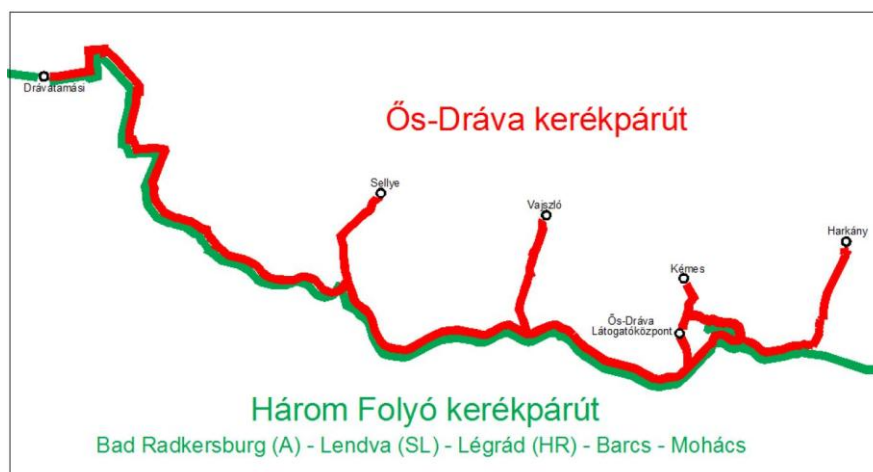 Drávatamási
Ős-Dráva kerékpárút
Sellye
Vajszló
Harkány
Kémes
Ős-Dráva
Látogatóközpont
Három Folyó kerékpárút
Bad Radkersburg (A) - Lendva (SL) - Légrád (HR) - Barcs - Mohács